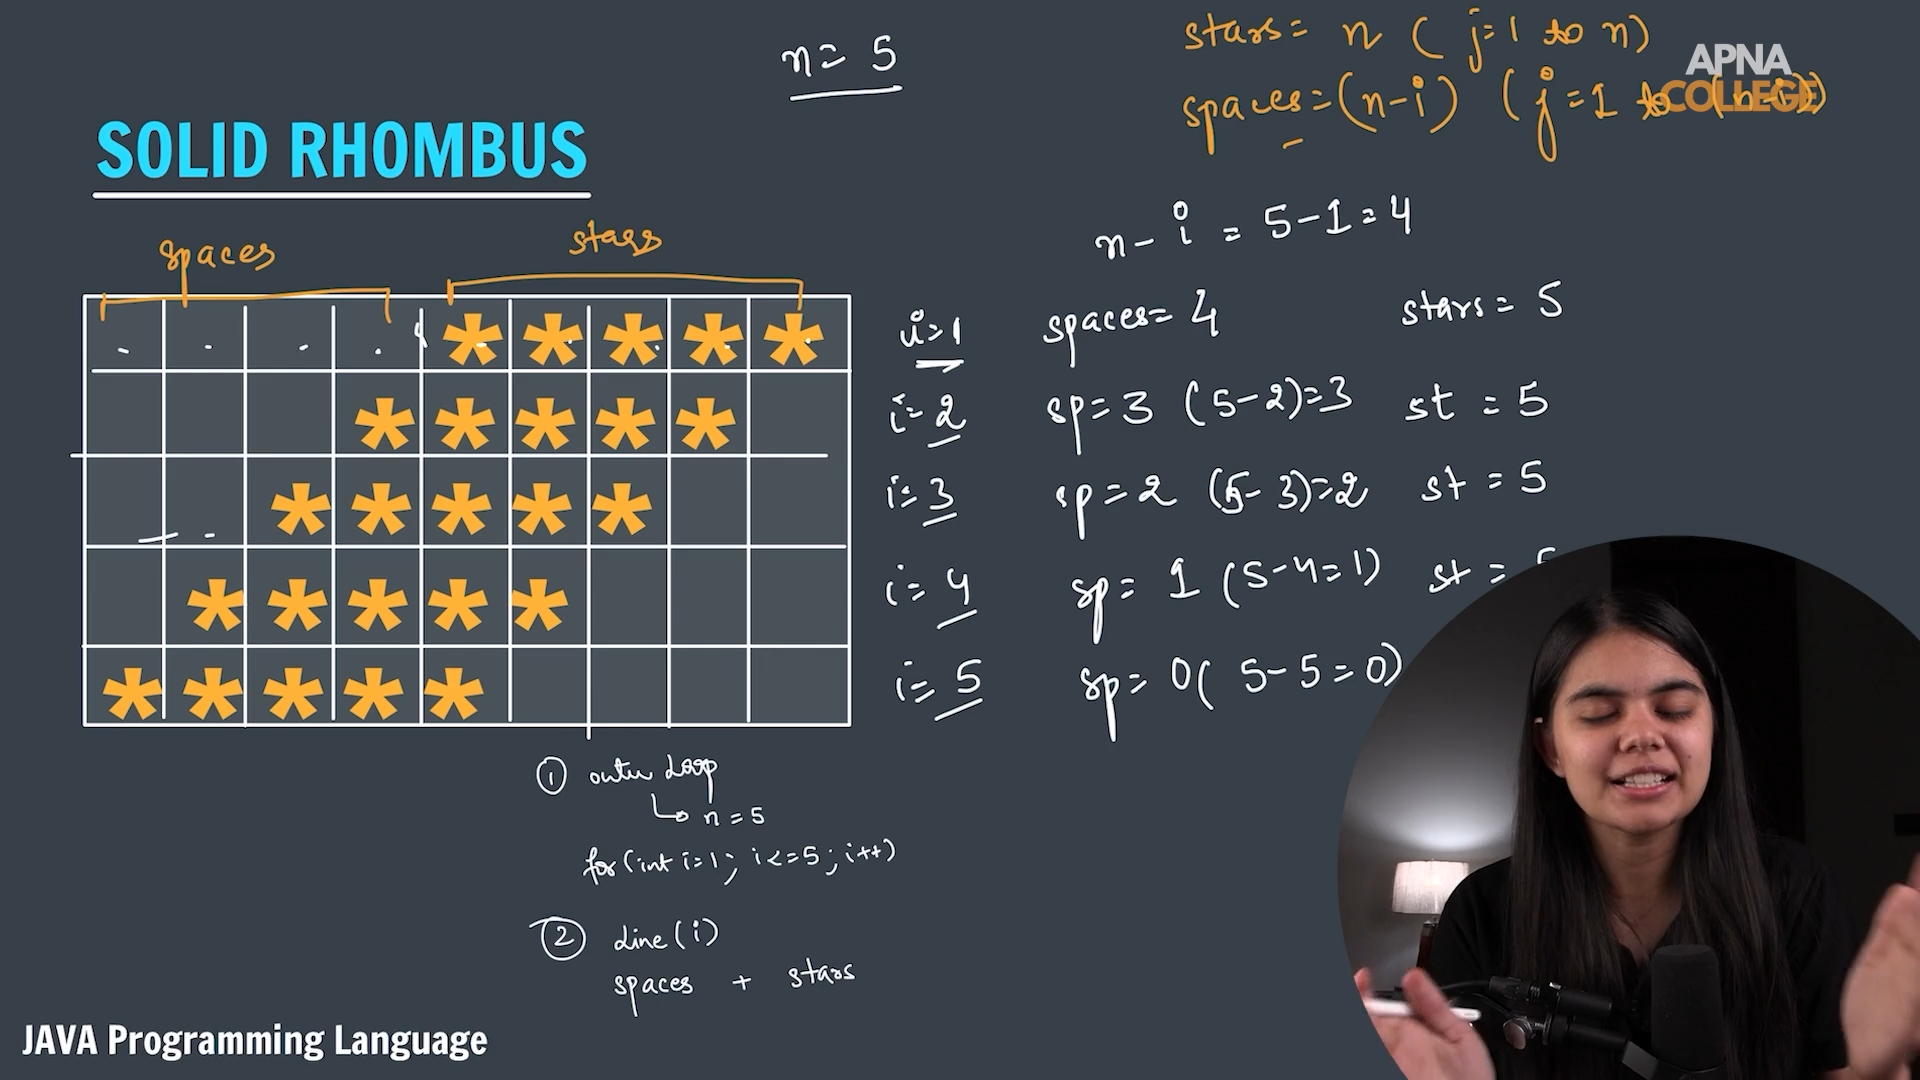 n= 5
stars= n ( j=1 to n)
APNA
COLLEGE
spaces=(n-i) (j=1 to (n-i))
SOLID RHOMBUS
n-i = 5-1=4
spaces
stars
* * * * *
i=1 spaces= 4 stars= 5
* * * * *
i=2 sp=3 (5-2)=3 st = 5
* * * * *
i=3 sp=2 (5-3)=2 st = 5
* * * * *
i=4 sp= 1 (5-4=1) st =
* * * * *
i=5 sp= 0( 5-5=0)
1 outer loop
↳ n=5
for(int i=1; i<=5; i++)
2 Line(i)
spaces + stars
JAVA Programming Language